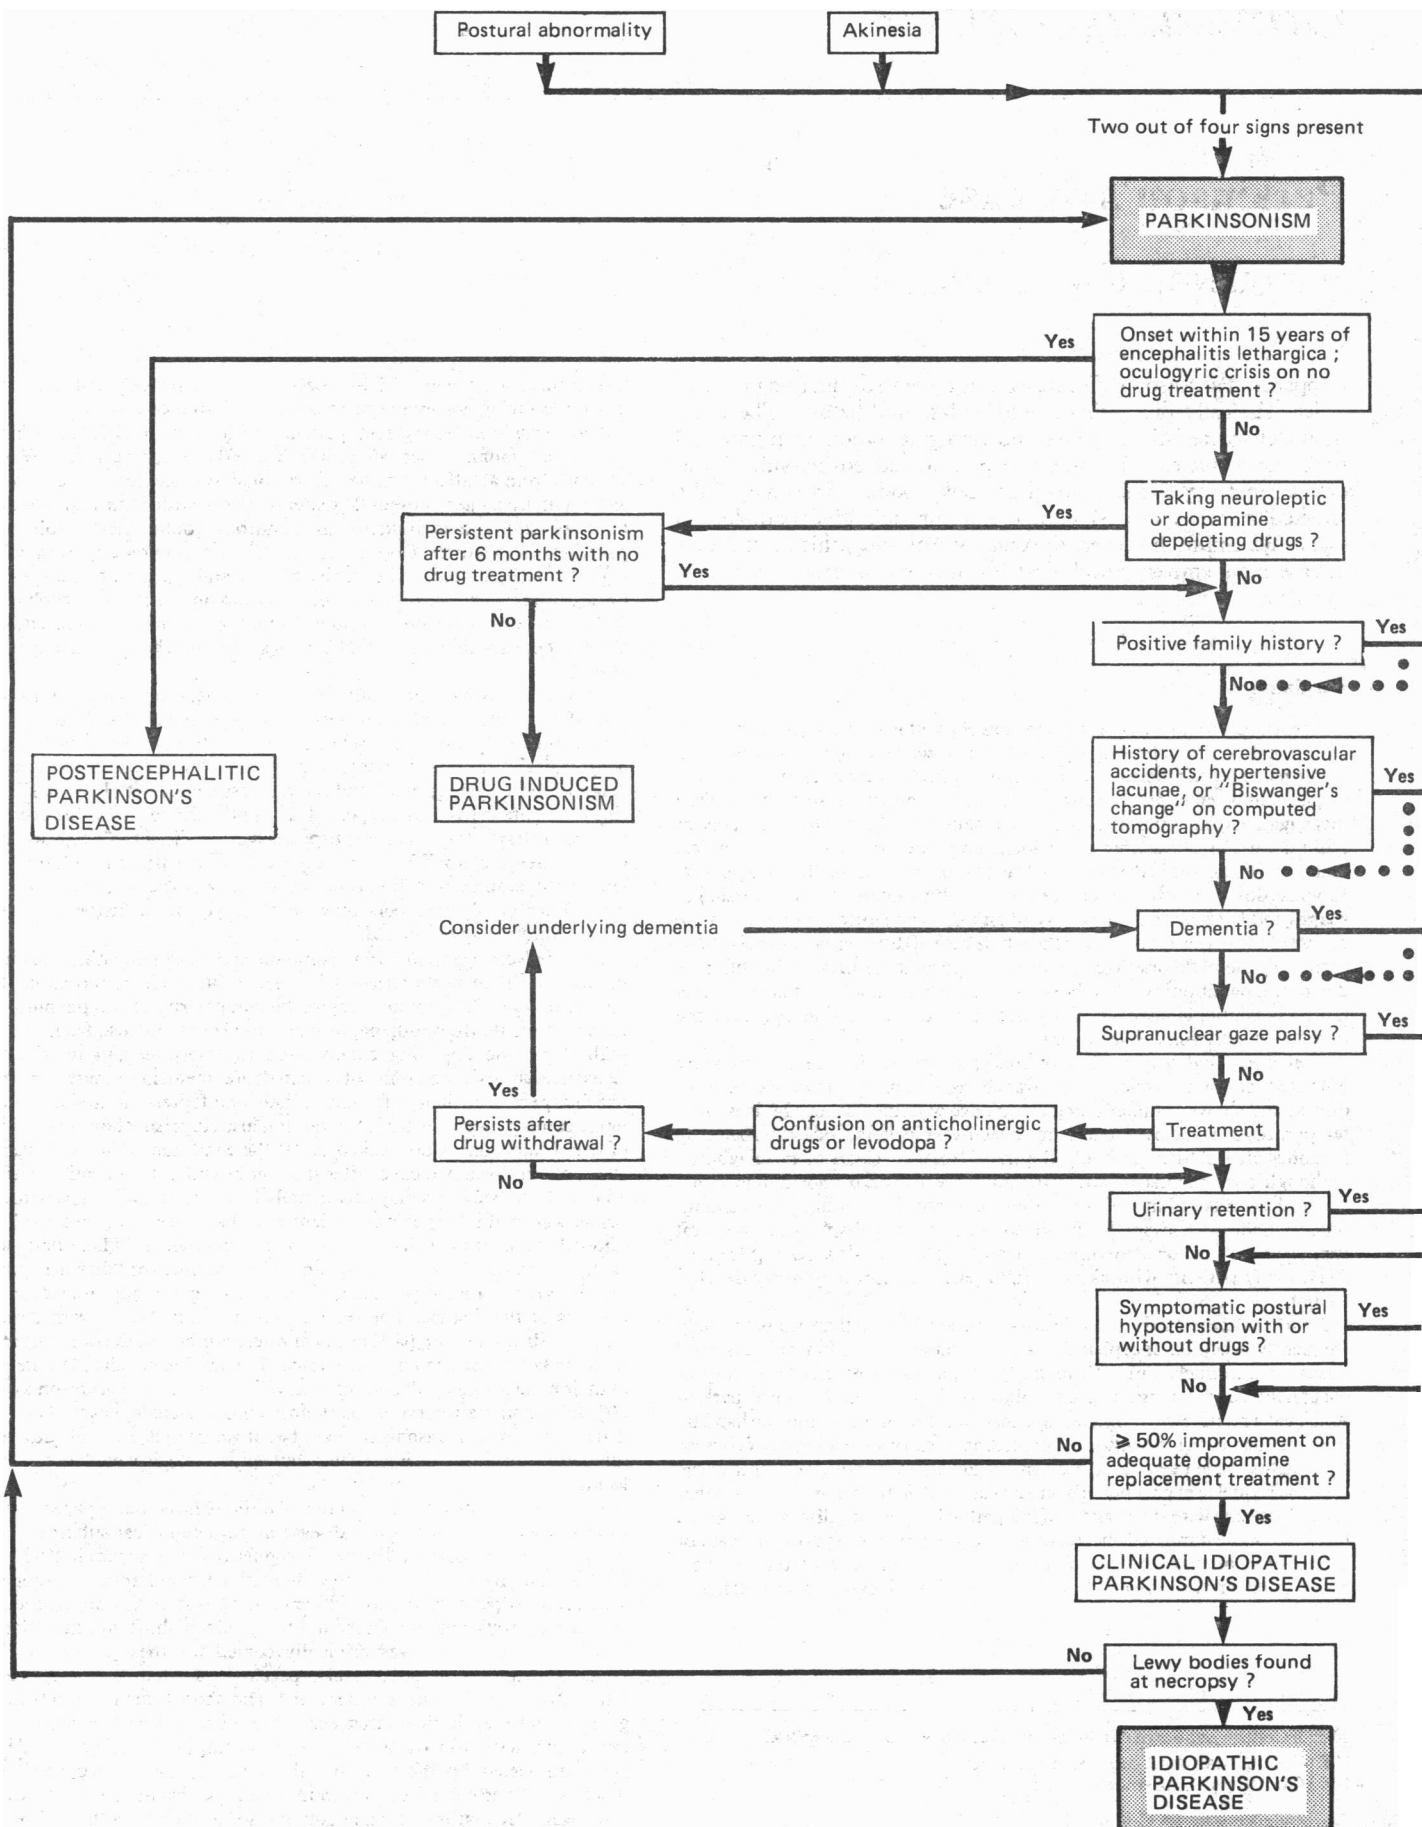 Postural abnormality
Akinesia
Two out of four signs present
PARKINSONISM
Yes
Onset within 15 years of
encephalitis lethargica ;
oculogyric crisis on no
drug treatment ?
No
Taking neuroleptic
or dopamine
depleting drugs ?
Yes
Persistent parkinsonism
after 6 months with no
drug treatment ?
Yes
No
No
Positive family history ?
Yes
No
POSTENCEPHALITIC
PARKINSON'S
DISEASE
DRUG INDUCED
PARKINSONISM
History of cerebrovascular
accidents, hypertensive
lacunae, or "Biswanger's
change" on computed
tomography ?
Yes
No
Consider underlying dementia
Dementia ?
Yes
No
Supranuclear gaze palsy ?
Yes
No
Yes
Persists after
drug withdrawal ?
Confusion on anticholinergic
drugs or levodopa ?
Treatment
No
Urinary retention ?
Yes
No
Symptomatic postural
hypotension with or
without drugs ?
Yes
No
No
⩾ 50% improvement on
adequate dopamine
replacement treatment ?
Yes
CLINICAL IDIOPATHIC
PARKINSON'S DISEASE
No
Lewy bodies found
at necropsy ?
Yes
IDIOPATHIC
PARKINSON'S
DISEASE